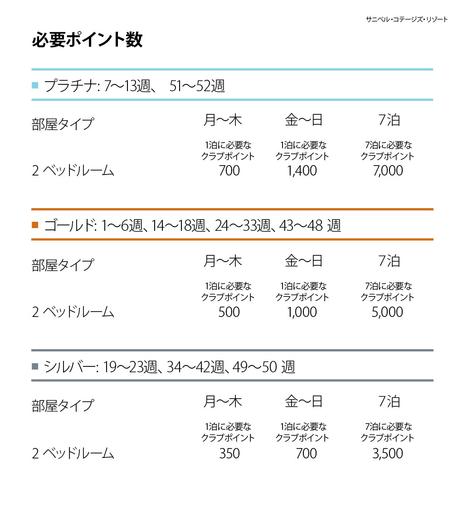 サニベル・コテージズ・リゾート
必要ポイント数
プラチナ: 7～13週、 51～52週
部屋タイプ 月～木 金～日 7泊
1泊に必要な 1泊に必要な 7泊に必要な
クラブポイント クラブポイント クラブポイント
2 ベッドルーム 700 1,400 7,000
ゴールド: 1～6週、14～18週、24～33週、43～48 週
部屋タイプ 月～木 金～日 7泊
1泊に必要な 1泊に必要な 7泊に必要な
クラブポイント クラブポイント クラブポイント
2 ベッドルーム 500 1,000 5,000
シルバー: 19～23週、34～42週、49～50 週
部屋タイプ 月～木 金～日 7泊
1泊に必要な 1泊に必要な 7泊に必要な
クラブポイント クラブポイント クラブポイント
2 ベッドルーム 350 700 3,500